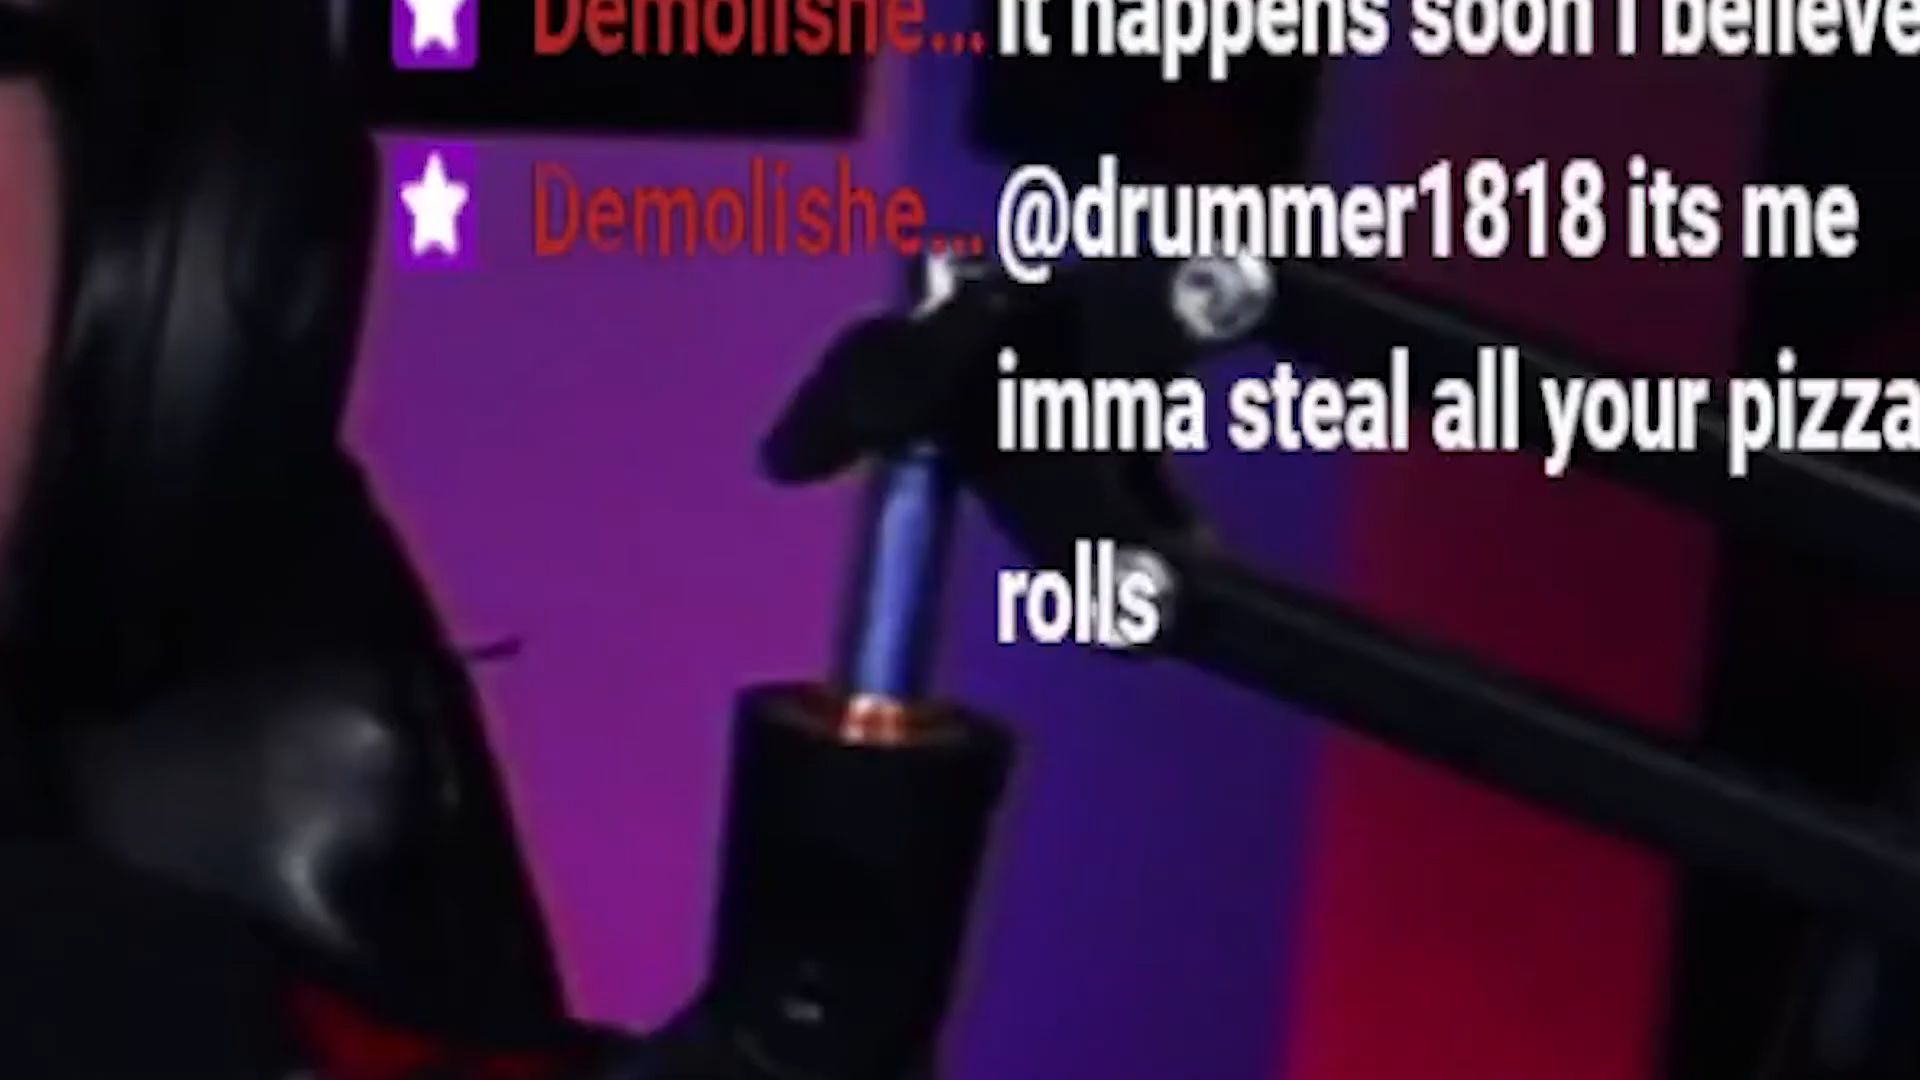 Demolishe... it happens soon I believe
Demolishe... @drummer1818 its me
imma steal all your pizza
rolls